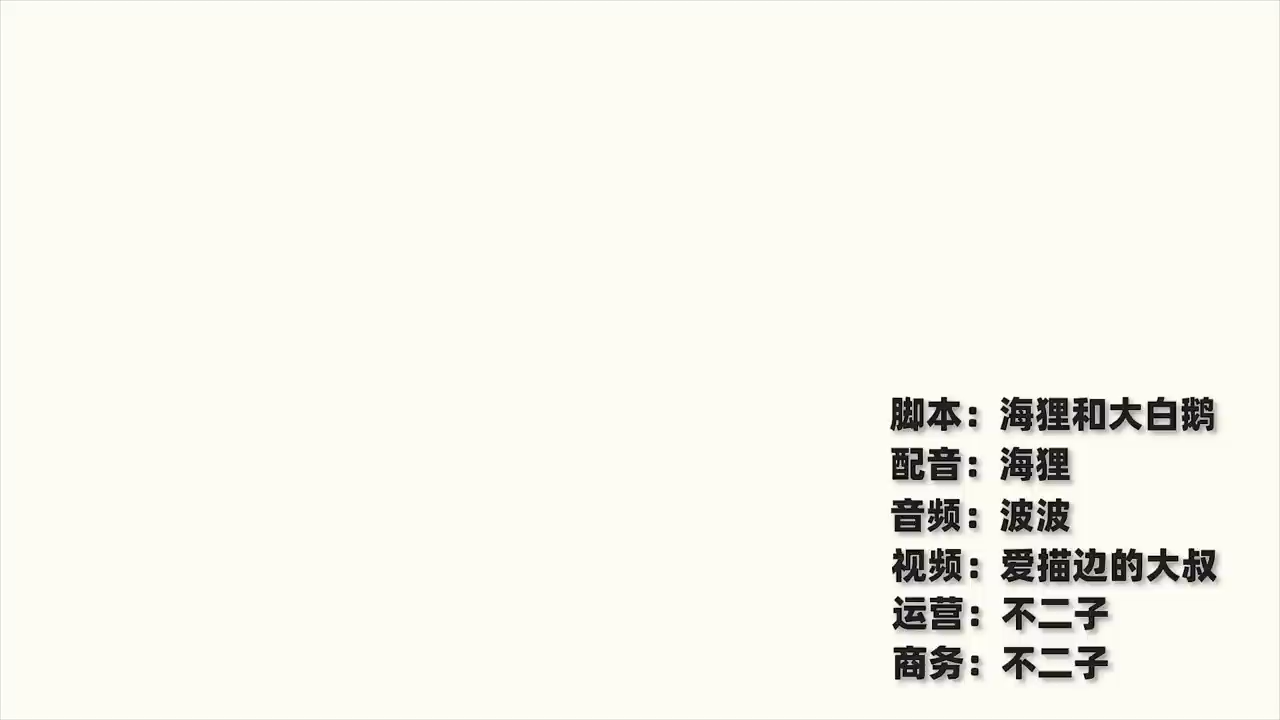 脚本：海狸和大白鹅
配音：海狸
音频：波波
视频：爱描边的大叔
运营：不二子
商务：不二子